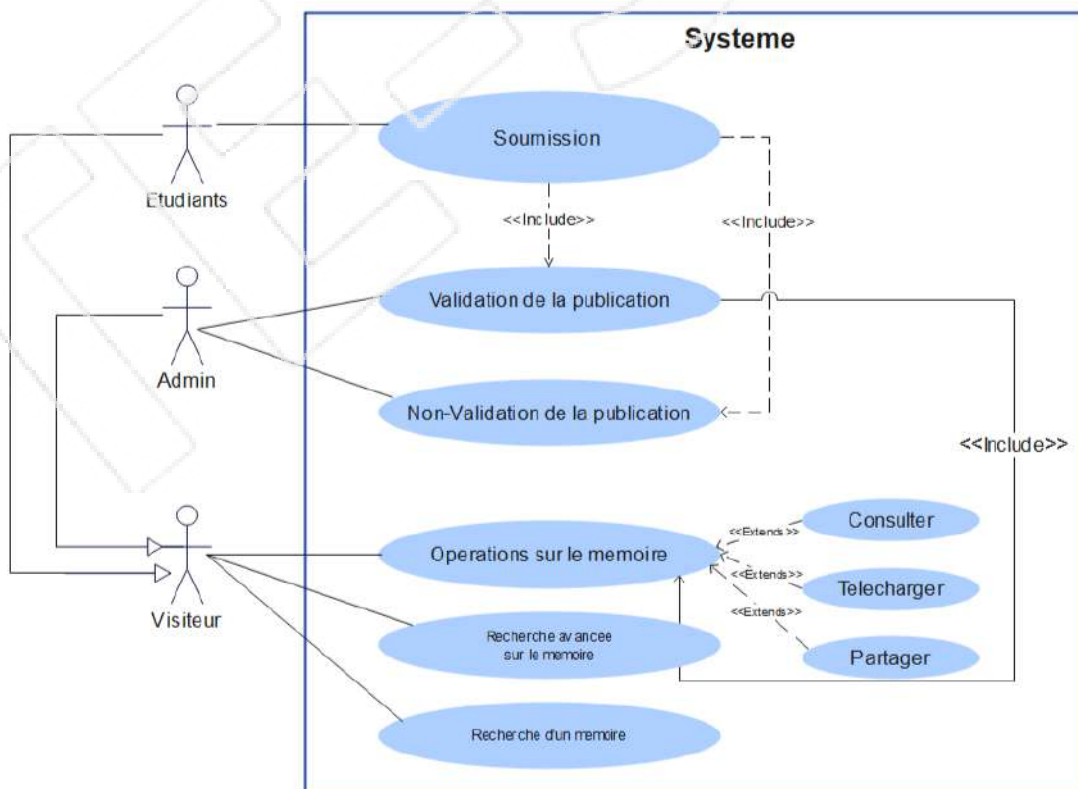 Systeme
Soumission
Etudiants
<<Include>>
<<Include>>
Validation de la publication
Admin
Non-Validation de la publication
<<Include>>
Consulter
<<Extends>>
Operations sur le memoire
<<Extends>>
Telecharger
<<Extends>>
Visiteur
Recherche avancée
sur le memoire
Partager
Recherche d'un memoire